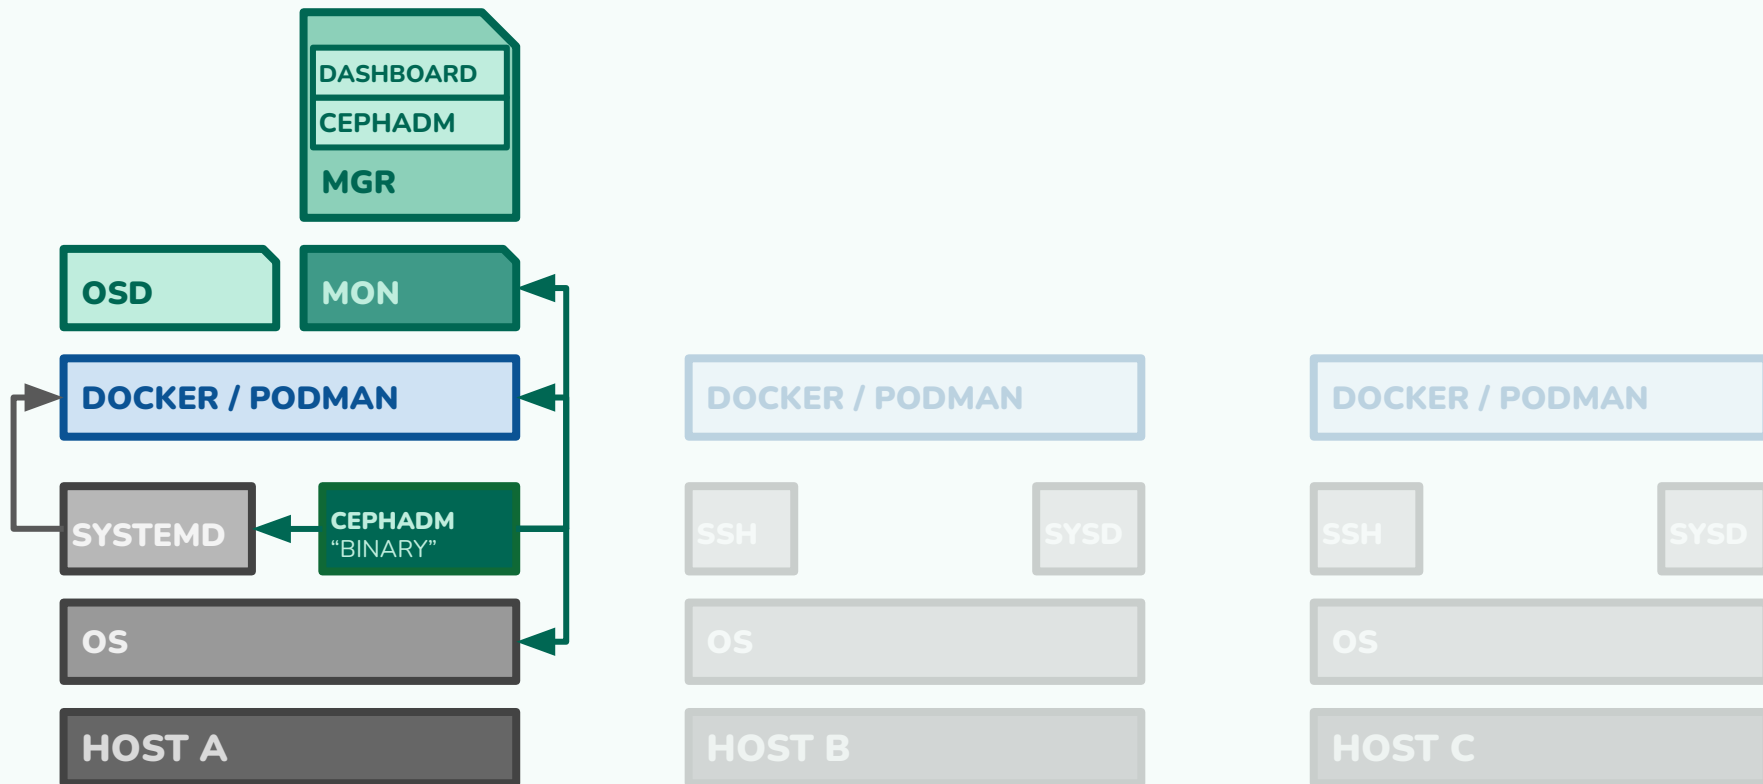 DASHBOARD
CEPHADM
MGR
OSD
MON
DOCKER / PODMAN
SYSTEMD
CEPHADM
“BINARY”
OS
HOST A
DOCKER / PODMAN
SSH
SYSD
OS
HOST B
DOCKER / PODMAN
SSH
SYSD
OS
HOST C